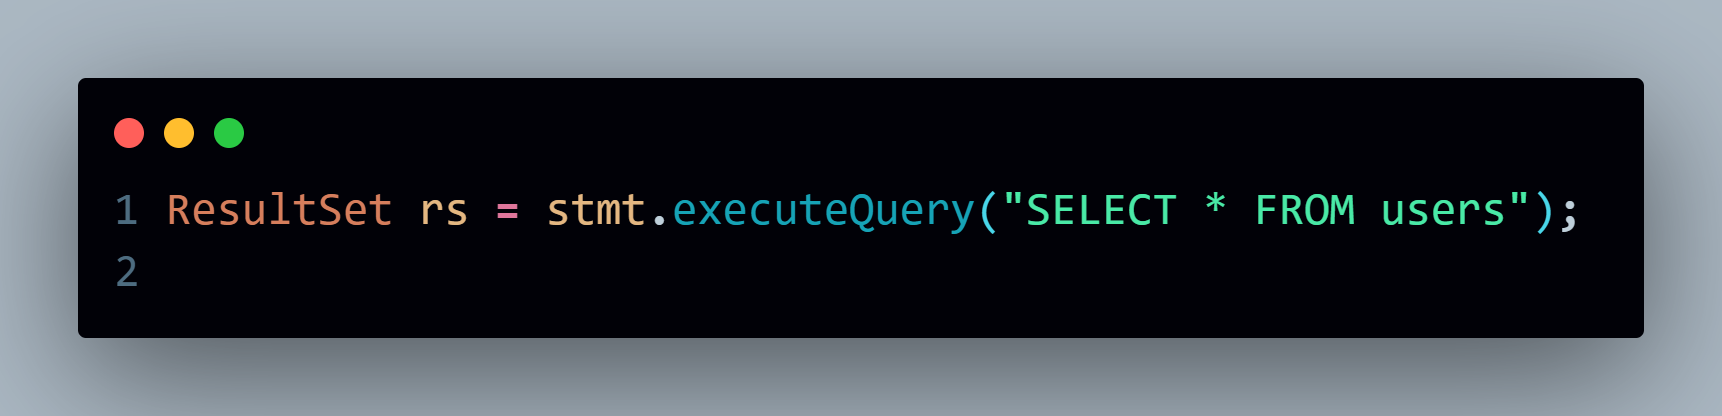 1 ResultSet rs = stmt.executeQuery("SELECT * FROM users");
2